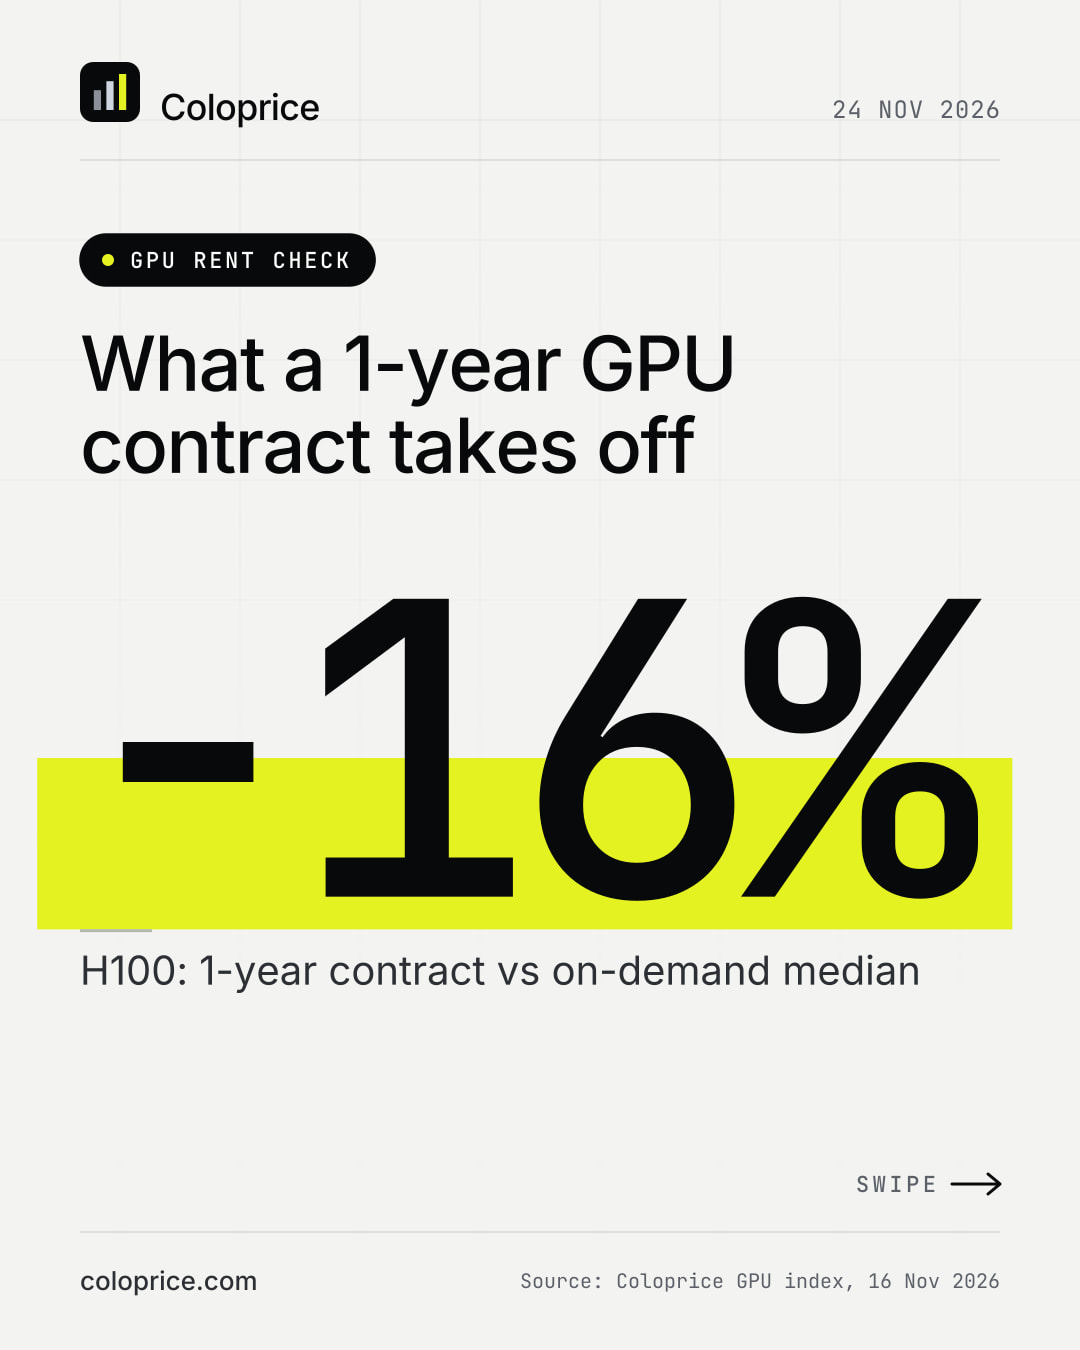 Coloprice
24 NOV 2026
GPU RENT CHECK
What a 1-year GPU
contract takes off
-16%
H100: 1-year contract vs on-demand median
SWIPE
coloprice.com
Source: Coloprice GPU index, 16 Nov 2026